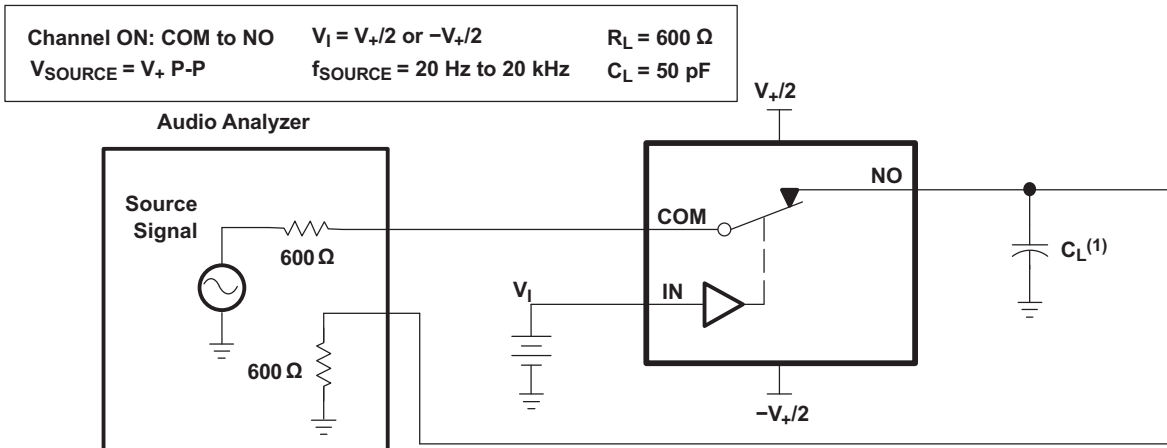 Channel ON: COM to NO V_I = V_+/2 or −V_+/2 R_L = 600 Ω
V_SOURCE = V_+ P-P f_SOURCE = 20 Hz to 20 kHz C_L = 50 pF
Audio Analyzer
V_+/2
Source
Signal
600 Ω
COM
NO
C_L^(1)
V_I
IN
600 Ω
−V_+/2